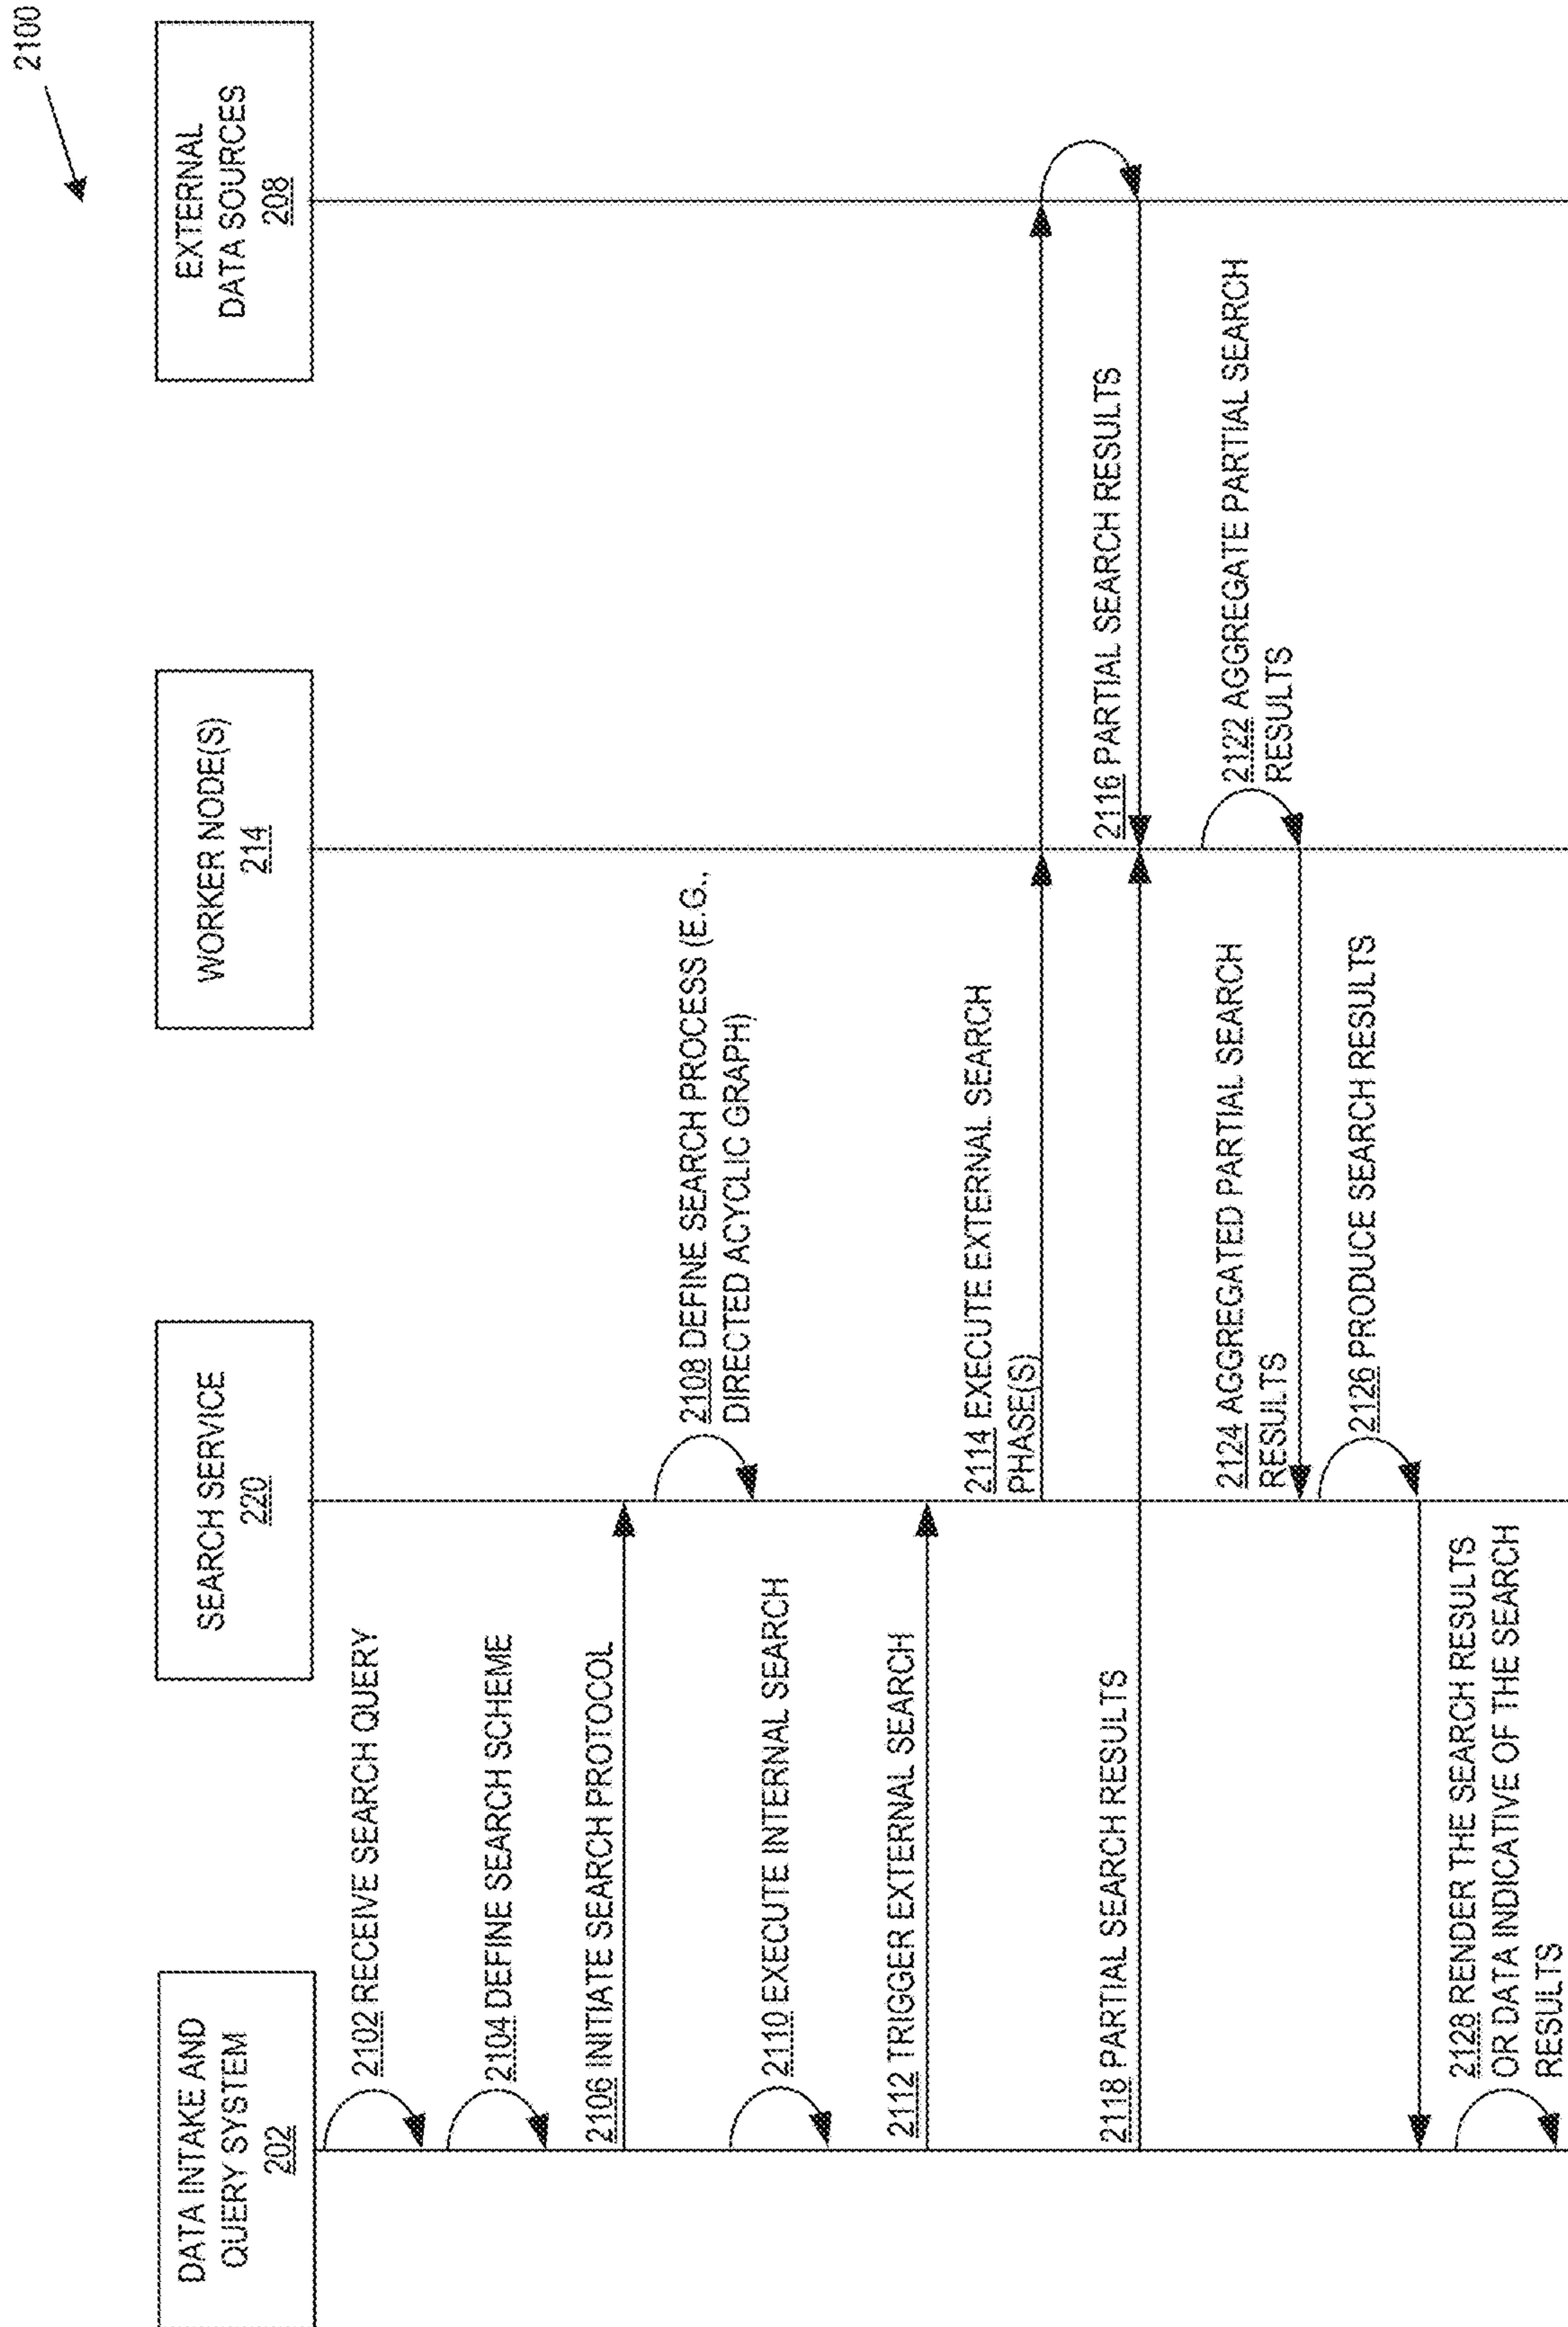 2100
DATA INTAKE AND
QUERY SYSTEM
202
SEARCH SERVICE
220
WORKER NODE(S)
214
EXTERNAL
DATA SOURCES
208
2102 RECEIVE SEARCH QUERY
2104 DEFINE SEARCH SCHEME
2106 INITIATE SEARCH PROTOCOL
2108 DEFINE SEARCH PROCESS (E.G.,
DIRECTED ACYCLIC GRAPH)
2110 EXECUTE INTERNAL SEARCH
2112 TRIGGER EXTERNAL SEARCH
2114 EXECUTE EXTERNAL SEARCH
PHASE(S)
2116 PARTIAL SEARCH RESULTS
2118 PARTIAL SEARCH RESULTS
2122 AGGREGATE PARTIAL SEARCH
RESULTS
2124 AGGREGATED PARTIAL SEARCH
RESULTS
2126 PRODUCE SEARCH RESULTS
2128 RENDER THE SEARCH RESULTS
OR DATA INDICATIVE OF THE SEARCH
RESULTS